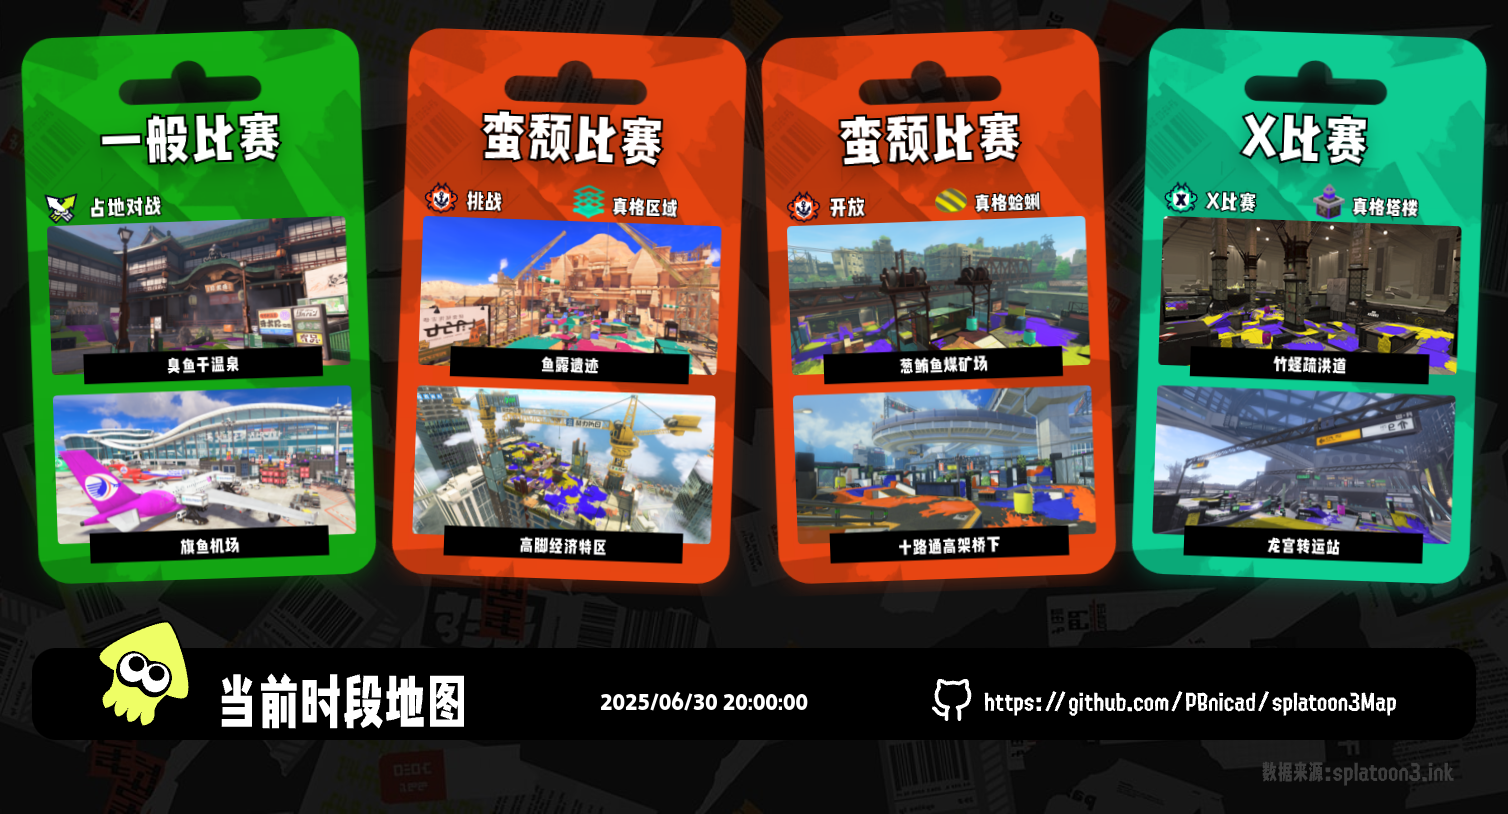 一般比赛
占地对战
臭鱼干温泉
旗鱼机场
蛮颓比赛
挑战
真格区域
鱼露遗迹
高脚经济特区
蛮颓比赛
开放
真格蛤蜊
葱鲔鱼煤矿场
十路通高架桥下
X比赛
X比赛
真格塔楼
竹蛏疏洪道
龙宫转运站
当前时段地图
2025/06/30 20:00:00
https://github.com/PBnicad/splatoon3Map
数据来源:splatoon3.ink